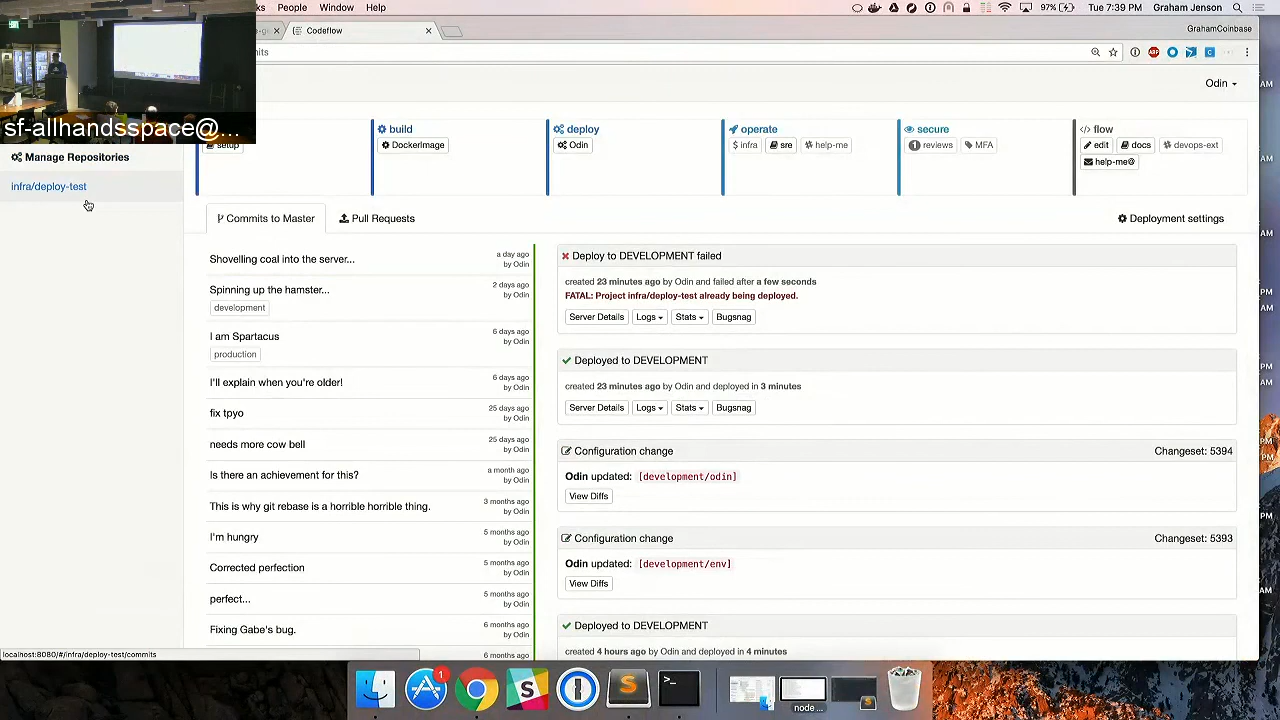 ks People Window Help
97% Tue 7:39 PM Graham Jenson
Codeflow
GrahamCoinbase
its
Odin
sf-allhandsspace@...
build
deploy
operate
secure
</> flow
setup
DockerImage
Odin
$ infra
sre
help-me
reviews
MFA
edit
docs
devops-ext
help-me@
Manage Repositories
infra/deploy-test
Commits to Master
Pull Requests
Deployment settings
Shovelling coal into the server...
a day ago
by Odin
Spinning up the hamster...
2 days ago
by Odin
development
I am Spartacus
6 days ago
by Odin
production
I'll explain when you're older!
6 days ago
by Odin
fix tpyo
25 days ago
by Odin
needs more cow bell
25 days ago
by Odin
Is there an achievement for this?
a month ago
by Odin
This is why git rebase is a horrible horrible thing.
3 months ago
by Odin
I'm hungry
5 months ago
by Odin
Corrected perfection
5 months ago
by Odin
perfect...
5 months ago
by Odin
Fixing Gabe's bug.
6 months ago
by Odin
6 months ago
Deploy to DEVELOPMENT failed
created 23 minutes ago by Odin and failed after a few seconds
FATAL: Project infra/deploy-test already being deployed.
Server Details Logs Stats Bugsnag
Deployed to DEVELOPMENT
created 23 minutes ago by Odin and deployed in 3 minutes
Server Details Logs Stats Bugsnag
Configuration change Changeset: 5394
Odin updated: [development/odin]
View Diffs
Configuration change Changeset: 5393
Odin updated: [development/env]
View Diffs
Deployed to DEVELOPMENT
created 4 hours ago by Odin and deployed in 4 minutes
localhost:8080/#/infra/deploy-test/commits
node ...